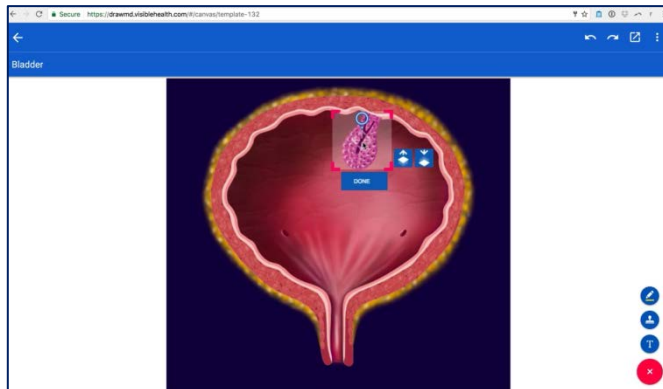 Secure https://drawmd.visiblehealth.com/#/canvas/template-132
Bladder
DONE
T